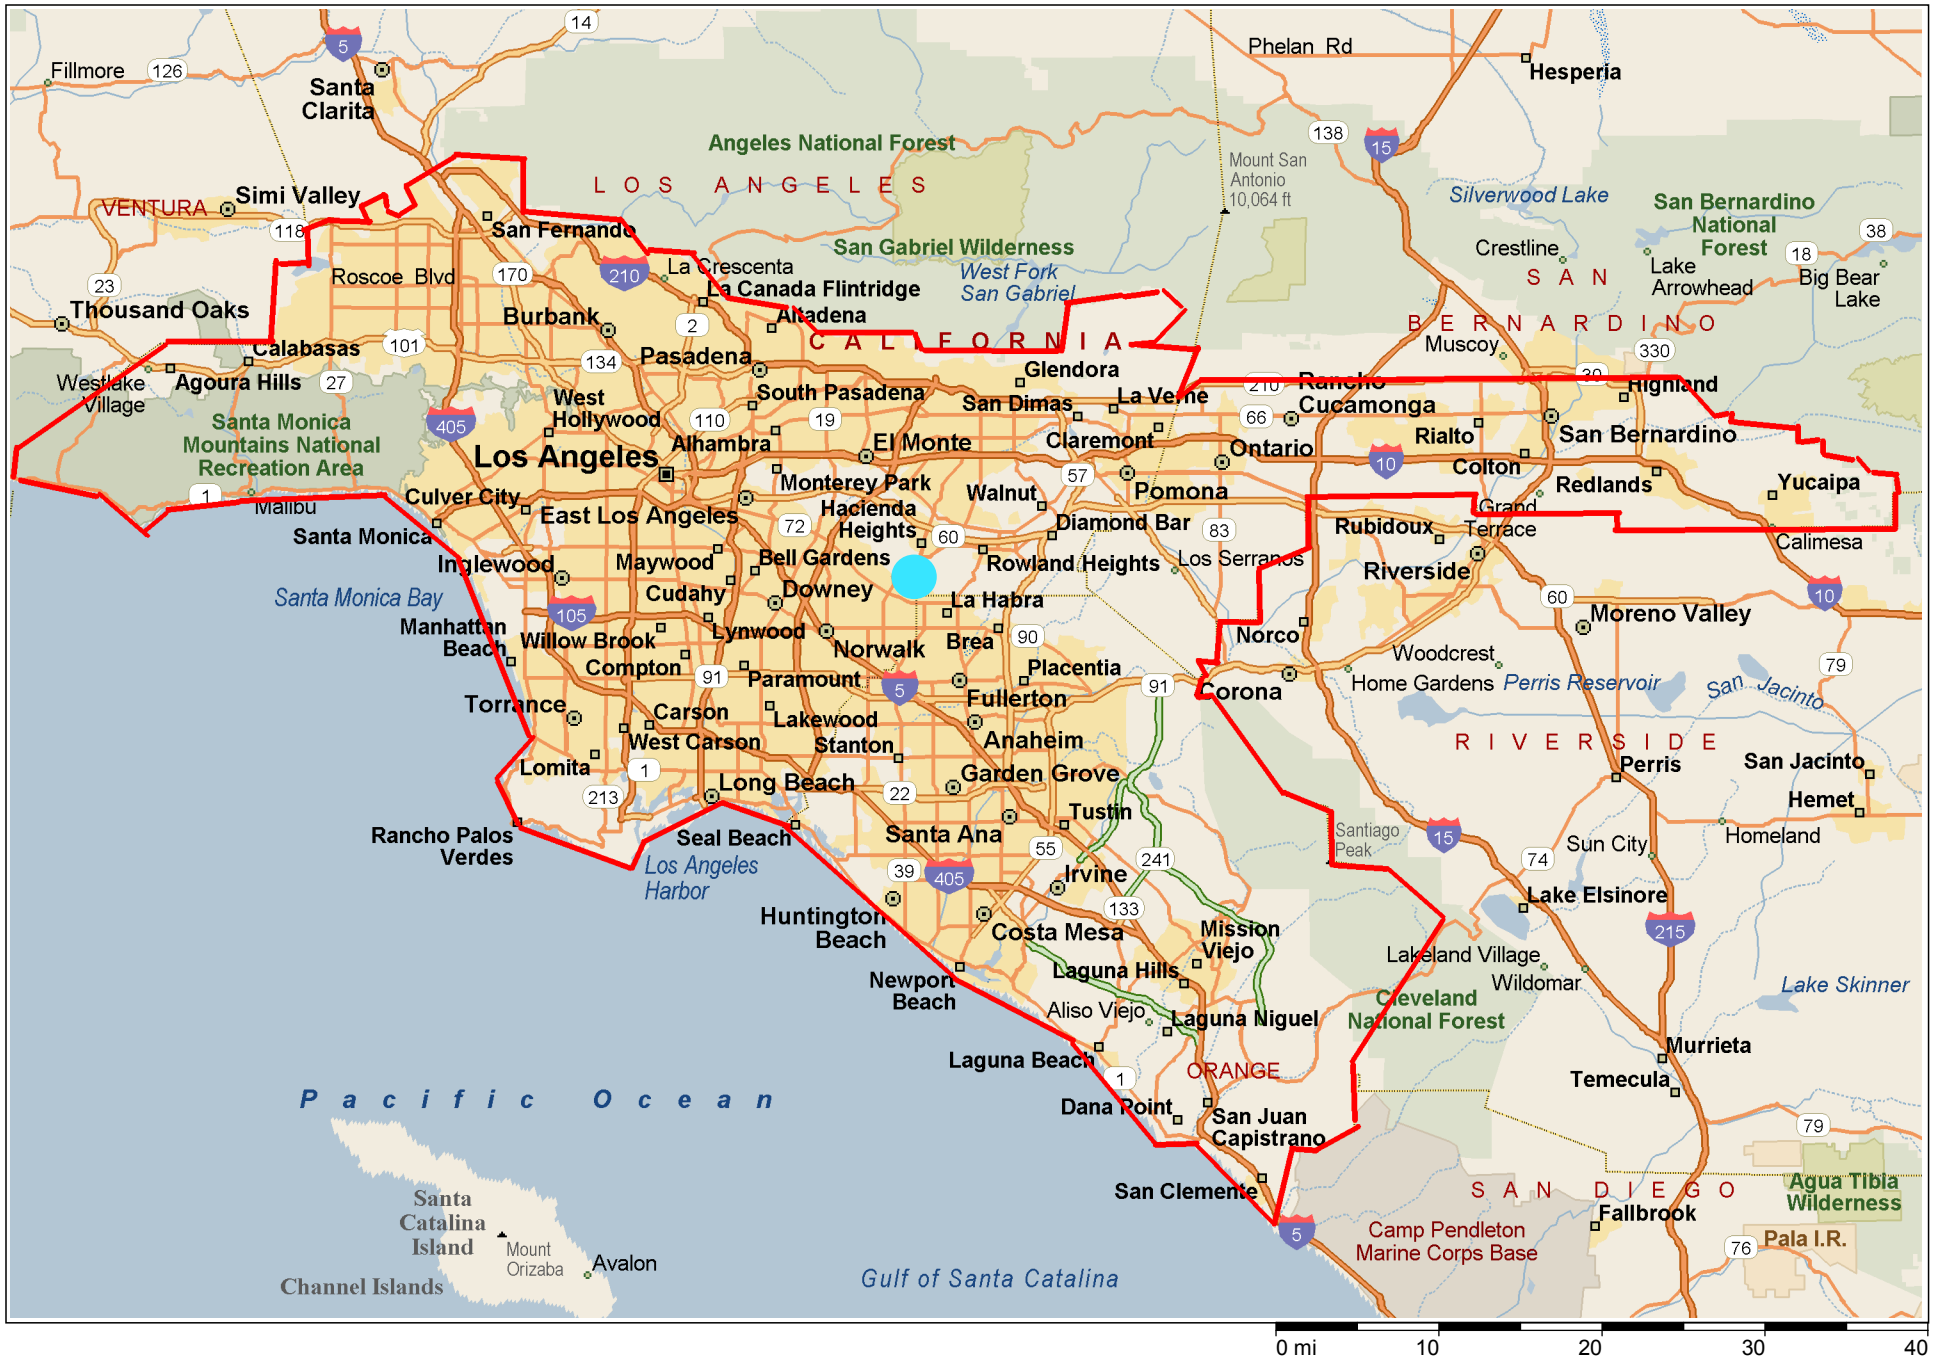 14
5
Phelan Rd
Fillmore
126
Hesperia
Santa
Clarita
138
15
Angeles National Forest
Mount San
Antonio
10,064 ft
LOS ANGELES
Silverwood Lake
San Bernardino
National
Forest
Simi Valley
VENTURA
118
San Fernando
38
San Gabriel Wilderness
Crestline
18
Lake
Arrowhead
Big Bear
Lake
SAN
West Fork
San Gabriel
La Crescenta
Roscoe Blvd
170
210
23
La Canada Flintridge
Thousand Oaks
Burbank
Altadena
2
BERNARDINO
CALIFORNIA
Muscoy
330
Calabasas
101
134
Pasadena
Glendora
Westlake
Village
Agoura Hills
27
South Pasadena
210
Rancho
Cucamonga
30
Highland
West
Hollywood
San Dimas
La Verne
110
19
66
Santa Monica
Mountains National
Recreation Area
405
Alhambra
El Monte
Claremont
Rialto
San Bernardino
Los Angeles
Ontario
10
Colton
57
Monterey Park
Walnut
Pomona
Redlands
Yucaipa
1
Malibu
Culver City
East Los Angeles
Hacienda
Heights
Grand
Terrace
72
Diamond Bar
83
Rubidoux
Santa Monica
60
Calimesa
Inglewood
Maywood
Bell Gardens
Rowland Heights
Los Serranos
Riverside
Santa Monica Bay
105
Cudahy
Downey
La Habra
60
10
Moreno Valley
Manhattan
Beach
Willow Brook
Lynwood
Norwalk
Brea
90
Norco
Compton
91
Paramount
Placentia
Woodcrest
79
5
Fullerton
91
Corona
Home Gardens
Perris Reservoir
San Jacinto
Torrance
Carson
Lakewood
West Carson
Stanton
Anaheim
RIVERSIDE
Lomita
1
Long Beach
Garden Grove
Perris
San Jacinto
213
22
Tustin
Hemet
Rancho Palos
Verdes
Seal Beach
Santa Ana
Santiago
Peak
15
Homeland
Los Angeles
Harbor
55
241
Sun City
74
39
405
Irvine
Lake Elsinore
Huntington
Beach
133
Costa Mesa
Mission
Viejo
215
Lakeland Village
Newport
Beach
Laguna Hills
Wildomar
Lake Skinner
Aliso Viejo
Laguna Niguel
Cleveland
National Forest
Laguna Beach
Murrieta
ORANGE
1
Temecula
Pacific Ocean
Dana Point
San Juan
Capistrano
79
San Clemente
SAN DIEGO
Agua Tibia
Wilderness
Santa
Catalina
Island
Fallbrook
5
Camp Pendleton
Marine Corps Base
76
Pala I.R.
Mount
Orizaba
Avalon
Channel Islands
Gulf of Santa Catalina
0 mi
10
20
30
40